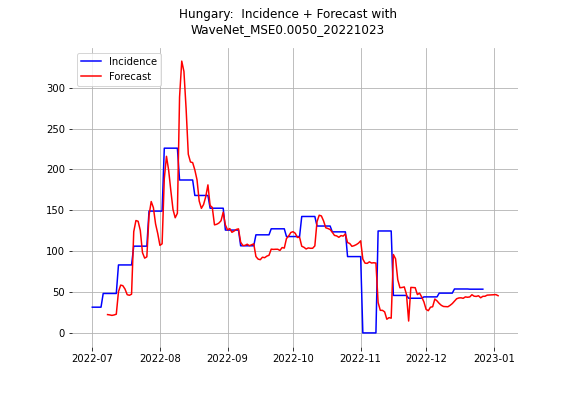 Hungary:  Incidence + Forecast with
WaveNet_MSE0.0050_20221023
Incidence
Forecast
300
250
200
150
100
50
0
2022-07 2022-08 2022-09 2022-10 2022-11 2022-12 2023-01